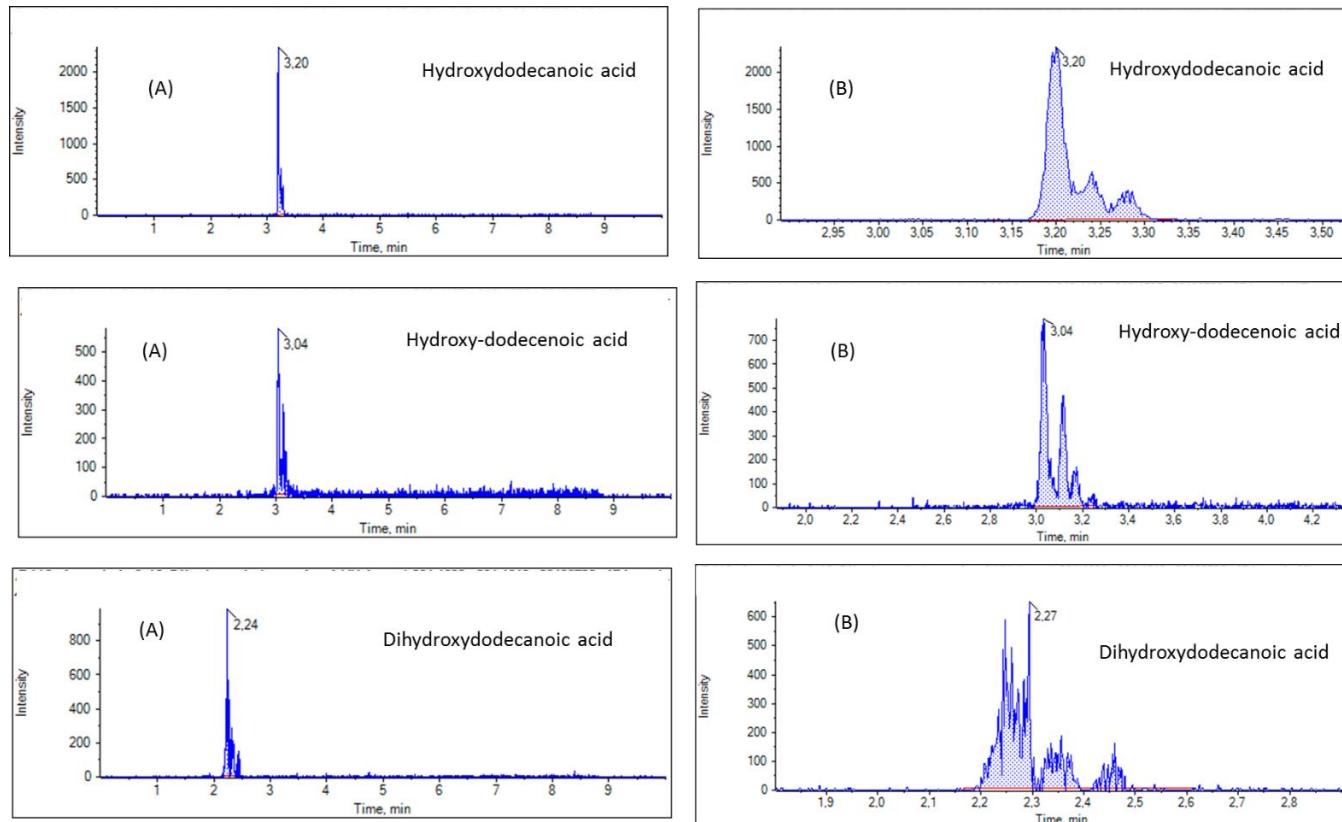 2000
1500
1000
500
0
Intensity
3,20
(A)
Hydroxydodecanoic acid
1 2 3 4 5 6 7 8 9
Time, min
2000
1500
1000
500
0
Intensity
3,20
(B)
Hydroxydodecanoic acid
2,95 3,00 3,05 3,10 3,15 3,20 3,25 3,30 3,35 3,40 3,45 3,50
Time, min
500
400
300
200
100
0
Intensity
3,04
(A)
Hydroxy-dodecenoic acid
1 2 3 4 5 6 7 8 9
Time, min
700
600
500
400
300
200
100
0
Intensity
3,04
(B)
Hydroxy-dodecenoic acid
2,0 2,2 2,4 2,6 2,8 3,0 3,2 3,4 3,6 3,8 4,0 4,2
Time, min
800
600
400
200
0
Intensity
2,24
(A)
Dihydroxydodecanoic acid
1 2 3 4 5 6 7 8 9
Time, min
600
500
400
300
200
100
0
Intensity
2,27
(B)
Dihydroxydodecanoic acid
1,9 2,0 2,1 2,2 2,3 2,4 2,5 2,6 2,7 2,8
Time, min